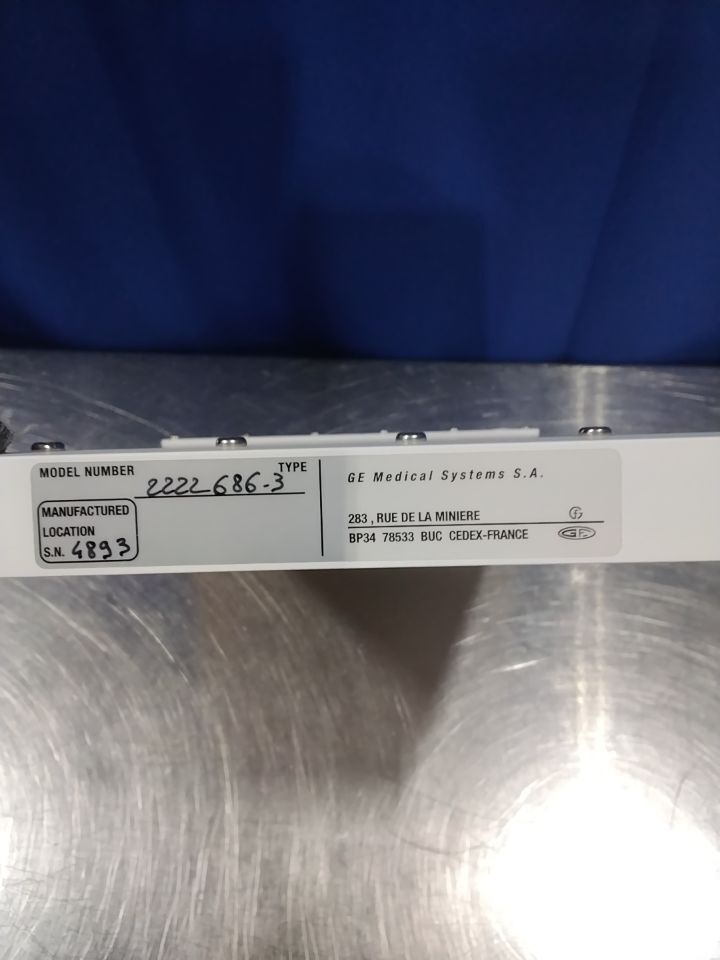 MODEL NUMBER 2222686-3 TYPE
MANUFACTURED
LOCATION
S.N. 4893
GE Medical Systems S.A.
283 , RUE DE LA MINIERE
BP34 78533 BUC CEDEX-FRANCE
GE